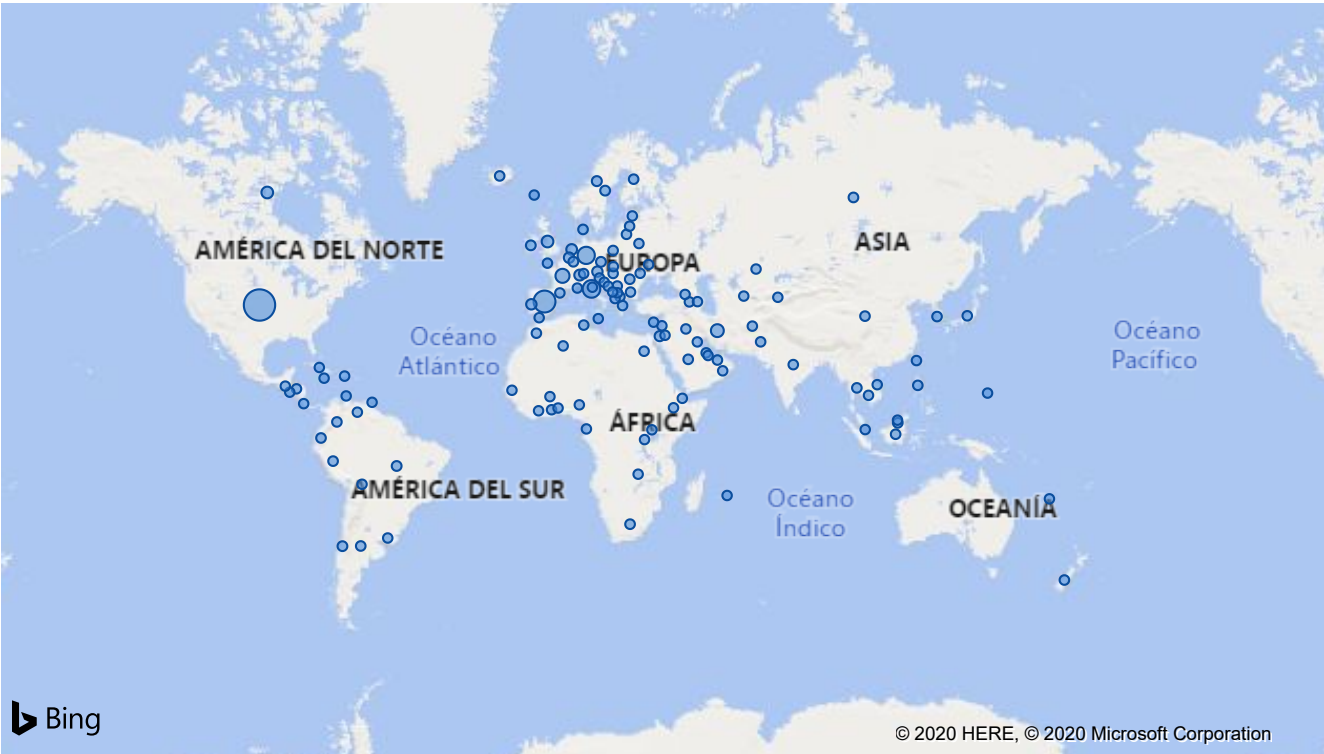 AMÉRICA DEL NORTE
EUROPA
ASIA
Océano
Atlántico
Océano
Pacífico
ÁFRICA
AMÉRICA DEL SUR
Océano
Índico
OCEANÍA
Bing
© 2020 HERE, © 2020 Microsoft Corporation